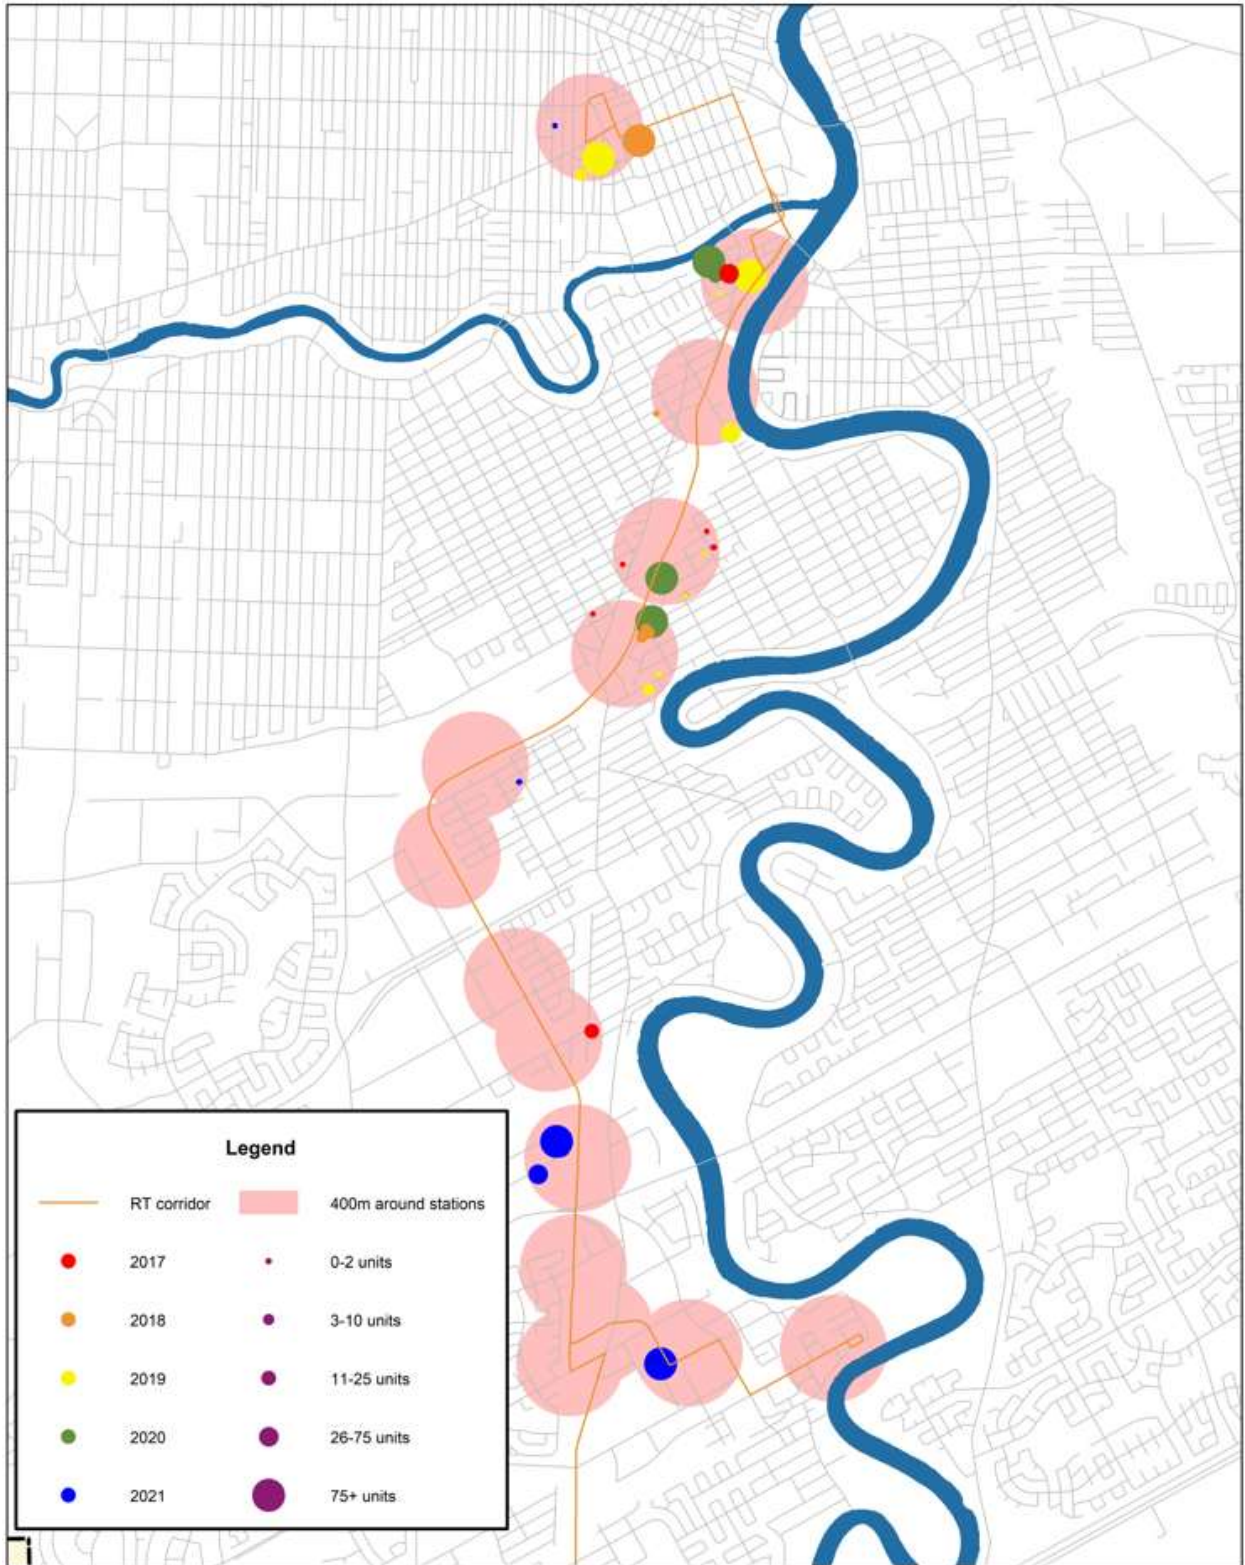 Legend
RT corridor 400m around stations
2017 0-2 units
2018 3-10 units
2019 11-25 units
2020 26-75 units
2021 75+ units